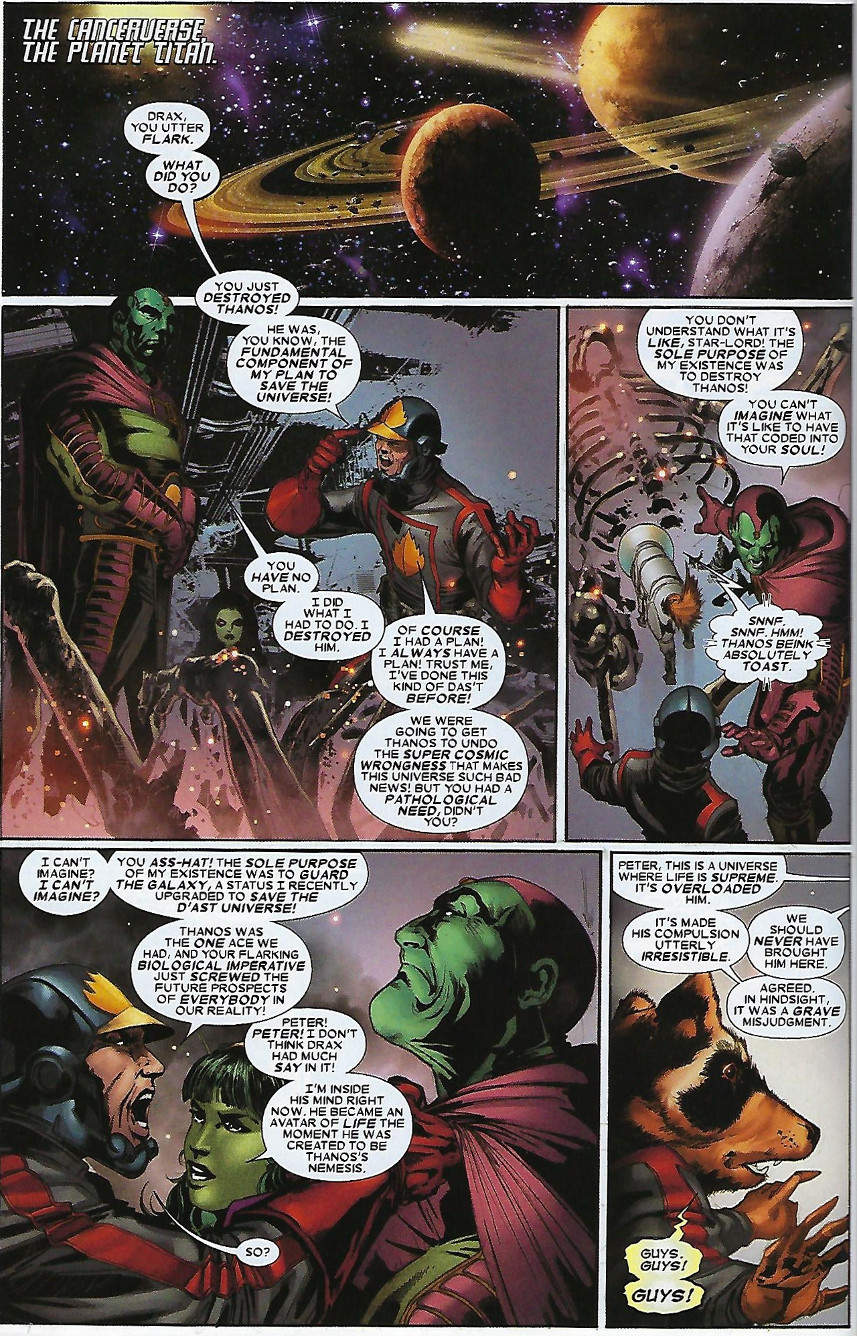 THE CANCERVERSE.
THE PLANET TITAN.
DRAX,
YOU UTTER
FLARK.
WHAT
DID YOU
DO?
YOU JUST
DESTROYED
THANOS!
HE WAS,
YOU KNOW, THE
FUNDAMENTAL
COMPONENT OF
MY PLAN TO
SAVE THE
UNIVERSE!
YOU
HAVE NO
PLAN.
I DID
WHAT I
HAD TO DO. I
DESTROYED
HIM.
OF COURSE
I HAD A PLAN!
I ALWAYS HAVE A
PLAN! TRUST ME,
I'VE DONE THIS
KIND OF DAS'T
BEFORE!
WE WERE
GOING TO GET
THANOS TO UNDO
THE SUPER COSMIC
WRONGNESS THAT MAKES
THIS UNIVERSE SUCH BAD
NEWS! BUT YOU HAD A
PATHOLOGICAL
NEED, DIDN'T
YOU?
YOU DON'T
UNDERSTAND WHAT IT'S
LIKE, STAR-LORD! THE
SOLE PURPOSE OF
MY EXISTENCE WAS
TO DESTROY
THANOS!
YOU CAN'T
IMAGINE WHAT
IT'S LIKE TO HAVE
THAT CODED INTO
YOUR SOUL!
SNNF.
SNNF. HMM!
THANOS BEINK
ABSOLUTELY
TOAST.
I CAN'T
IMAGINE?
I CAN'T
IMAGINE?
YOU ASS-HAT! THE SOLE PURPOSE
OF MY EXISTENCE WAS TO GUARD
THE GALAXY, A STATUS I RECENTLY
UPGRADED TO SAVE THE
D'AST UNIVERSE!
THANOS WAS
THE ONE ACE WE
HAD, AND YOUR FLARKING
BIOLOGICAL IMPERATIVE
JUST SCREWED THE
FUTURE PROSPECTS
OF EVERYBODY IN
OUR REALITY!
PETER!
PETER! I DON'T
THINK DRAX
HAD MUCH
SAY IN IT!
I'M INSIDE
HIS MIND RIGHT
NOW. HE BECAME AN
AVATAR OF LIFE THE
MOMENT HE WAS
CREATED TO BE
THANOS'S
NEMESIS.
SO?
PETER, THIS IS A UNIVERSE
WHERE LIFE IS SUPREME.
IT'S OVERLOADED
HIM.
IT'S MADE
HIS COMPULSION
UTTERLY
IRRESISTIBLE.
WE
SHOULD
NEVER HAVE
BROUGHT
HIM HERE.
AGREED.
IN HINDSIGHT,
IT WAS A GRAVE
MISJUDGMENT.
GUYS.
GUYS!
GUYS!